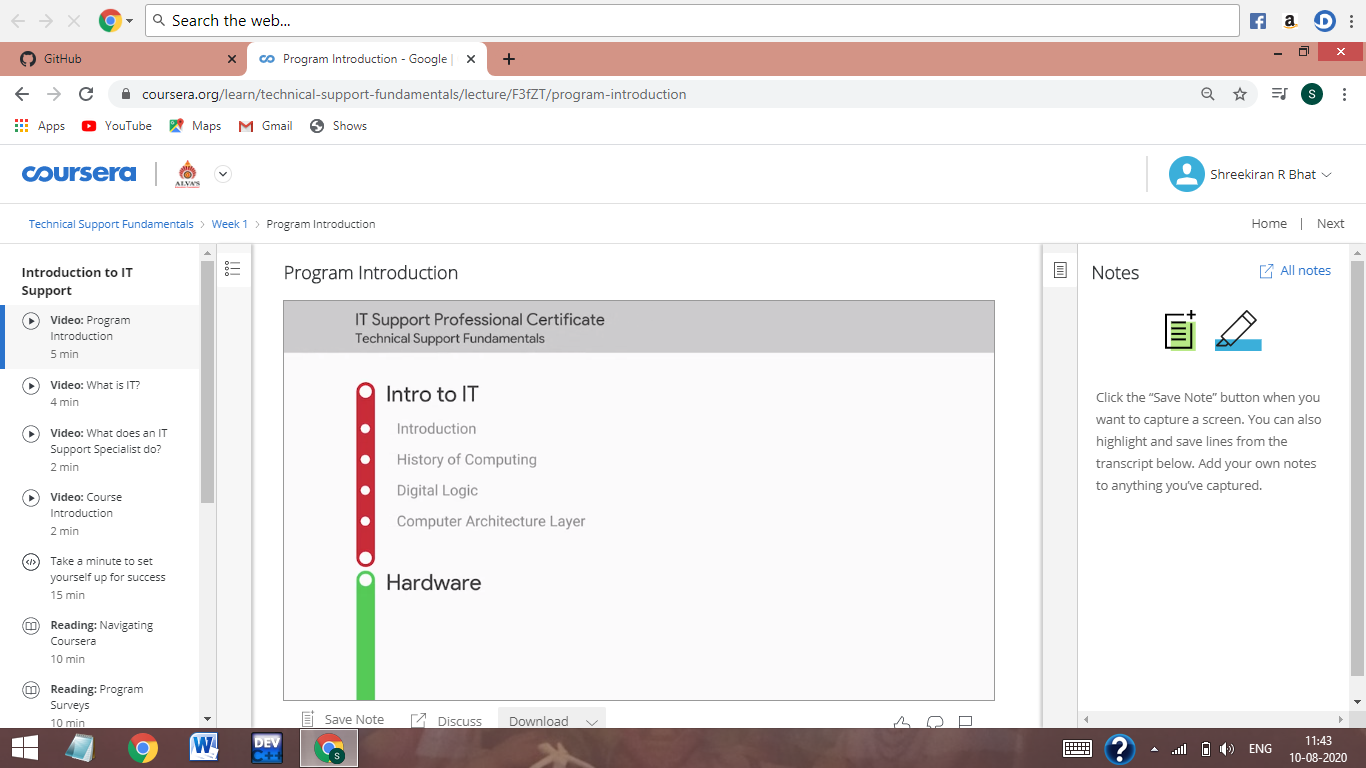 Search the web...
GitHub
Program Introduction - Google |
coursera.org/learn/technical-support-fundamentals/lecture/F3fZT/program-introduction
S
Apps
YouTube
Maps
Gmail
Shows
coursera
ALVA'S
Shreekiran R Bhat
Technical Support Fundamentals > Week 1 > Program Introduction
Home | Next
Introduction to IT
Support
Video: Program
Introduction
5 min
Video: What is IT?
4 min
Video: What does an IT
Support Specialist do?
2 min
Video: Course
Introduction
2 min
Take a minute to set
yourself up for success
15 min
Reading: Navigating
Coursera
10 min
Reading: Program
Surveys
10 min
Program Introduction
IT Support Professional Certificate
Technical Support Fundamentals
Intro to IT
Introduction
History of Computing
Digital Logic
Computer Architecture Layer
Hardware
Save Note
Discuss
Download
Notes
All notes
Click the “Save Note” button when you
want to capture a screen. You can also
highlight and save lines from the
transcript below. Add your own notes
to anything you’ve captured.
DEV
C++
S
ENG
11:43
10-08-2020